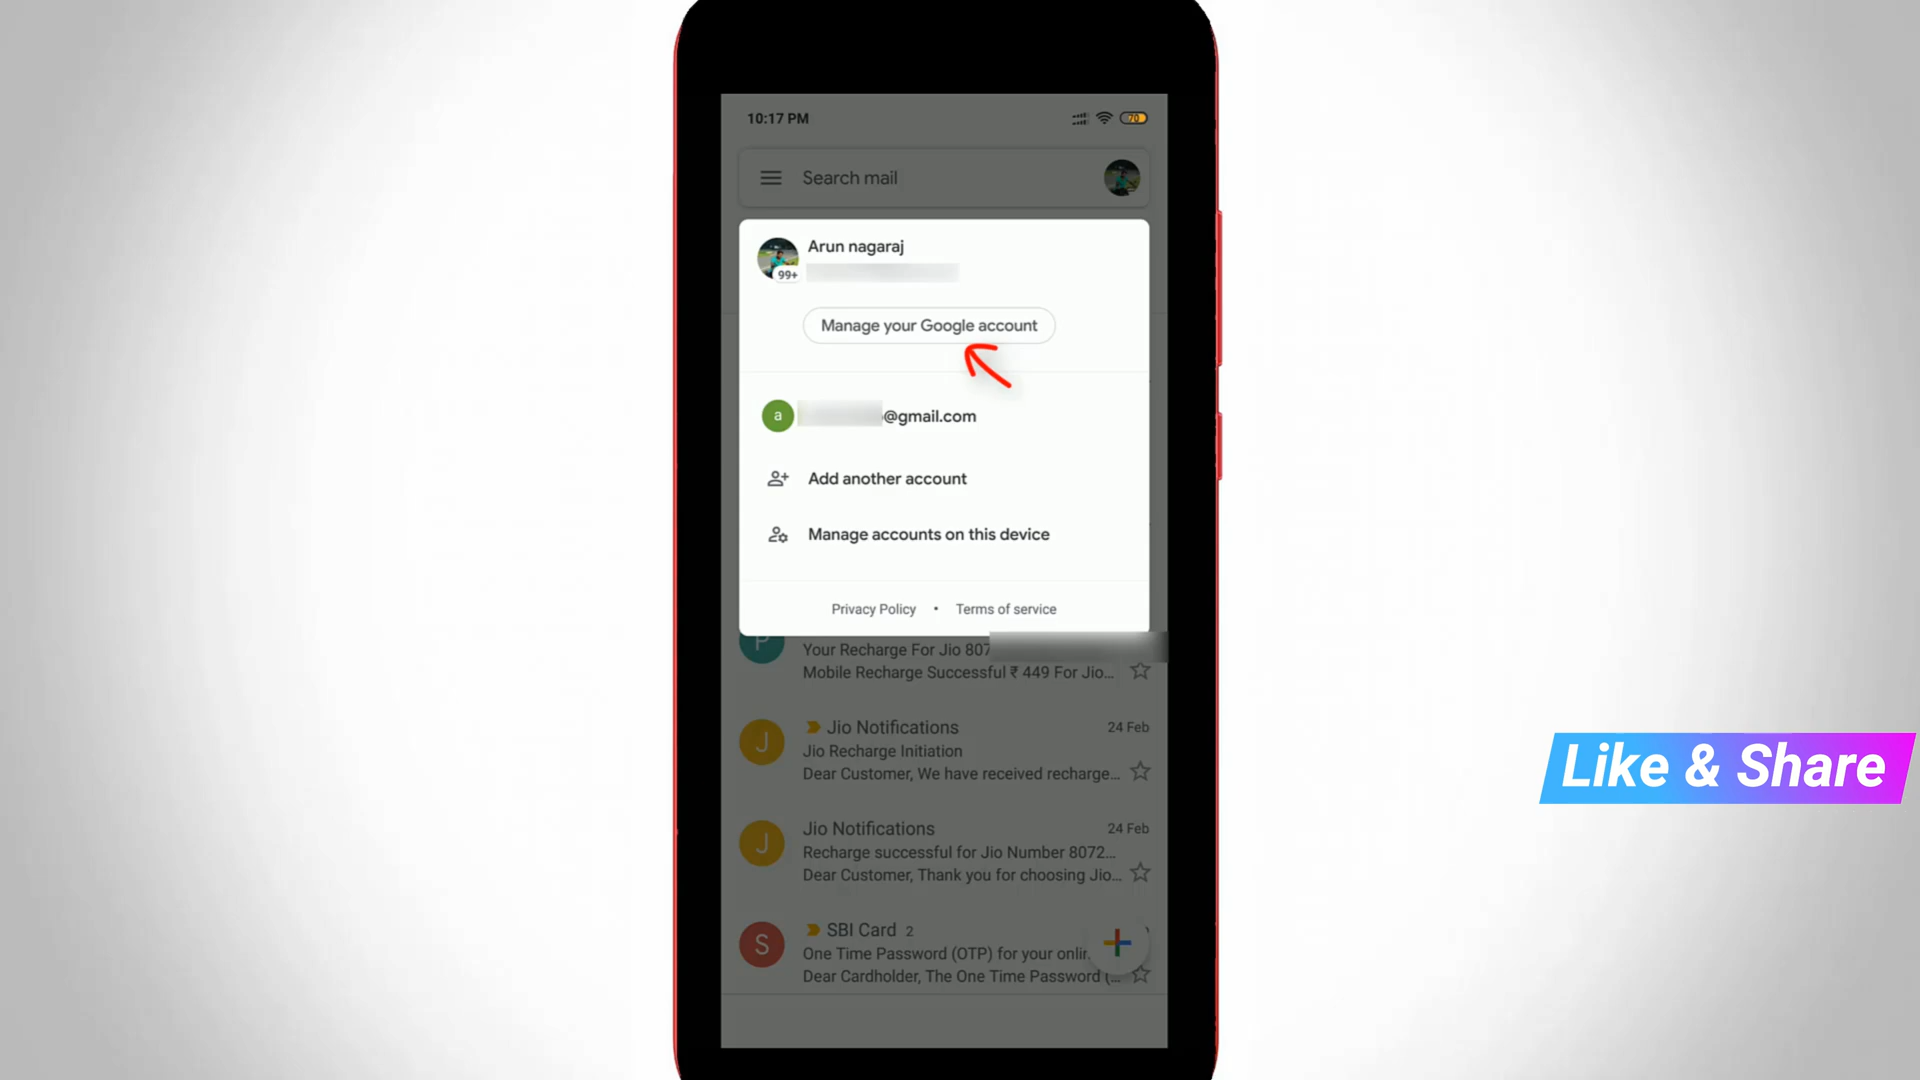 10:17 PM
70
Search mail
Arun nagaraj
99+
Manage your Google account
a
@gmail.com
Add another account
Manage accounts on this device
Privacy Policy • Terms of service
P
Your Recharge For Jio 807
Mobile Recharge Successful ₹ 449 For Jio...
J
Jio Notifications
24 Feb
Jio Recharge Initiation
Dear Customer, We have received recharge...
Like & Share
J
Jio Notifications
24 Feb
Recharge successful for Jio Number 8072...
Dear Customer, Thank you for choosing Jio...
S
SBI Card 2
One Time Password (OTP) for your onlin
Dear Cardholder, The One Time Password (...